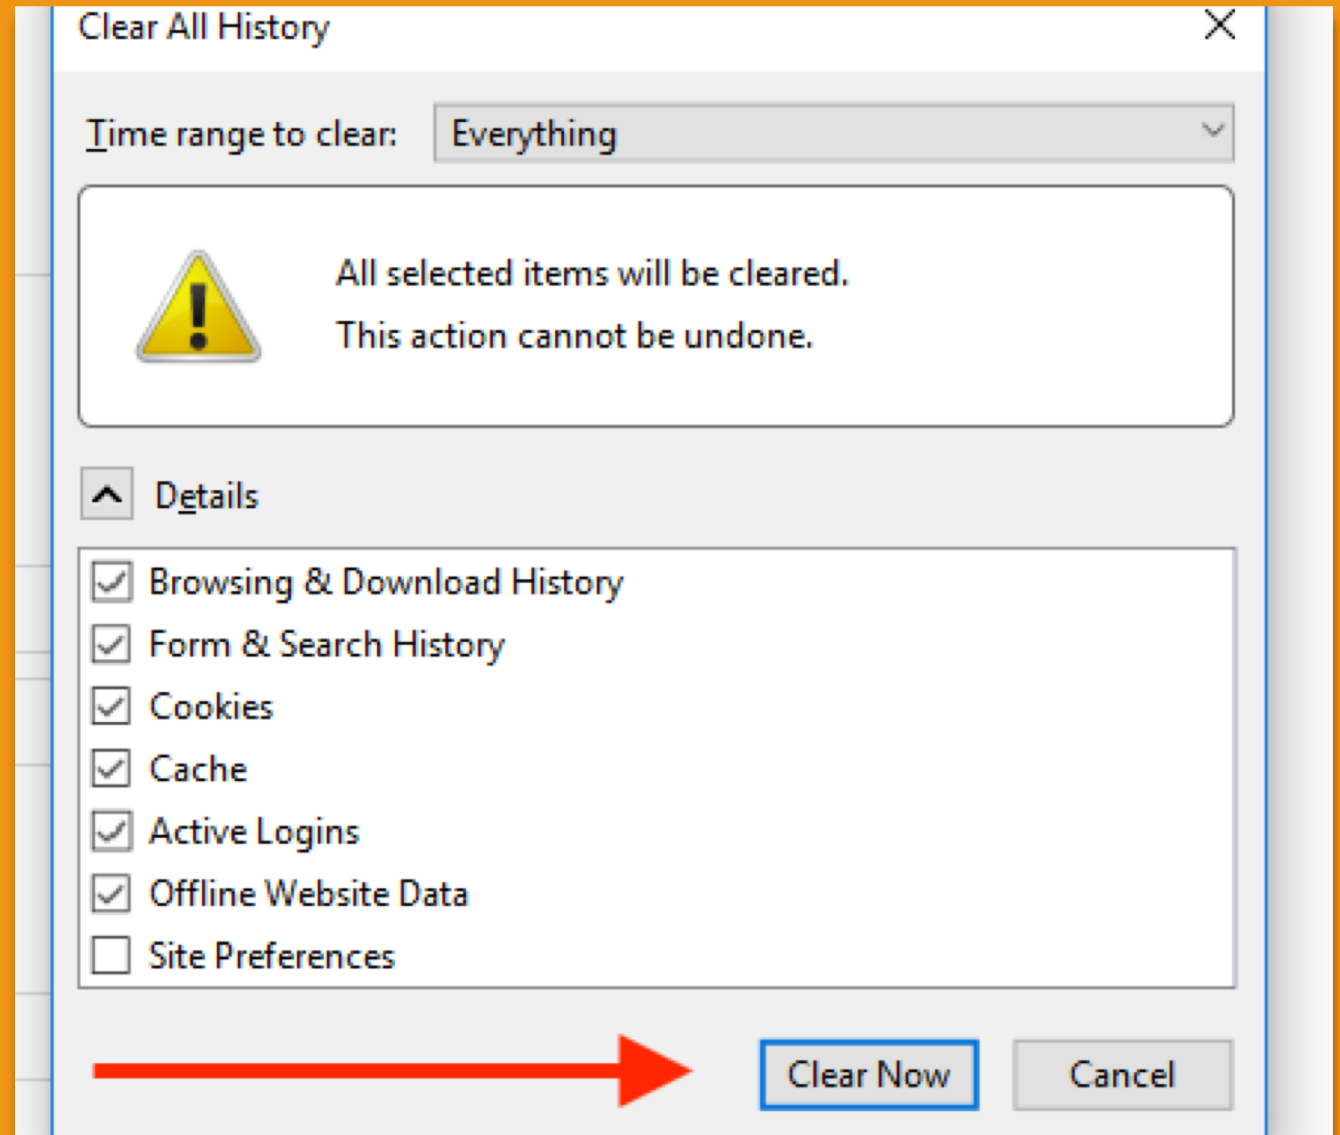 Clear All History
Time range to clear: Everything
All selected items will be cleared.
This action cannot be undone.
Details
Browsing & Download History
Form & Search History
Cookies
Cache
Active Logins
Offline Website Data
Site Preferences
Clear Now Cancel